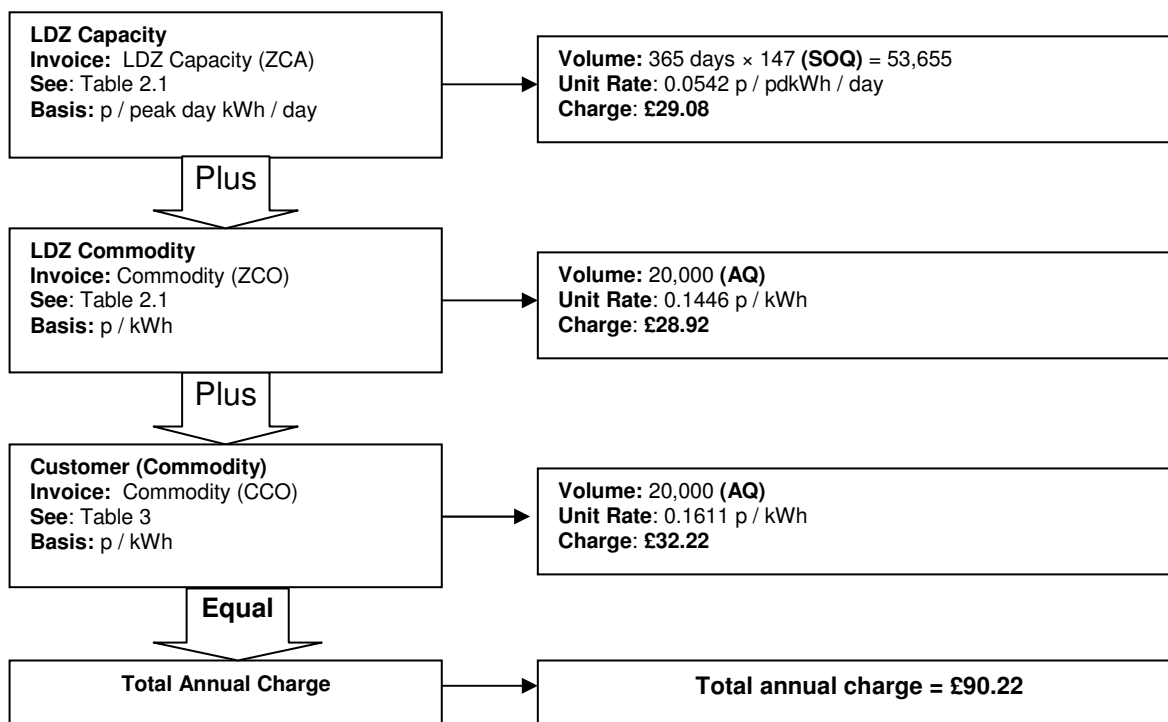 LDZ Capacity
Invoice: LDZ Capacity (ZCA)
See: Table 2.1
Basis: p / peak day kWh / day
Volume: 365 days × 147 (SOQ) = 53,655
Unit Rate: 0.0542 p / pdkWh / day
Charge: £29.08
Plus
LDZ Commodity
Invoice: Commodity (ZCO)
See: Table 2.1
Basis: p / kWh
Volume: 20,000 (AQ)
Unit Rate: 0.1446 p / kWh
Charge: £28.92
Plus
Customer (Commodity)
Invoice: Commodity (CCO)
See: Table 3
Basis: p / kWh
Volume: 20,000 (AQ)
Unit Rate: 0.1611 p / kWh
Charge: £32.22
Equal
Total Annual Charge
Total annual charge = £90.22